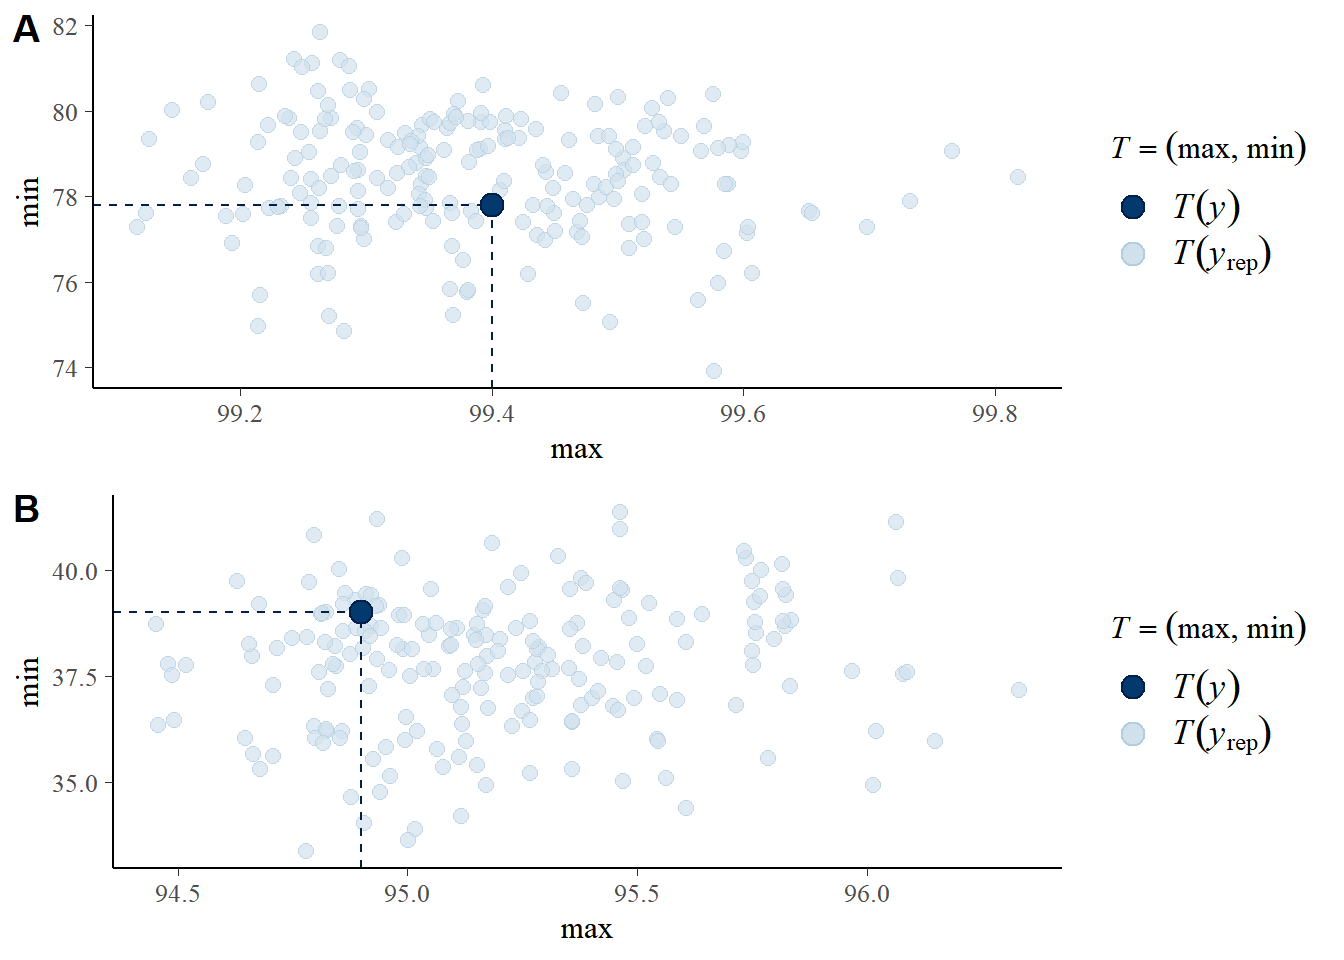 A
82
80
78
76
74
min
99.2 99.4 99.6 99.8
max
T = (max, min)
T(y)
T(yrep)
B
40.0
37.5
35.0
min
94.5 95.0 95.5 96.0
max
T = (max, min)
T(y)
T(yrep)